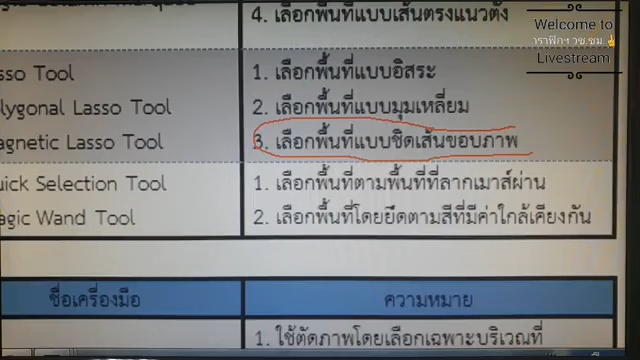 4. เลือกพื้นที่แบบเส้นตรงแนวตั้ง
Welcome to
Livestream
sso Tool
1. เลือกพื้นที่แบบอิสระ
lygonal Lasso Tool
2. เลือกพื้นที่แบบมุมเหลี่ยม
agnetic Lasso Tool
3. เลือกพื้นที่แบบชิดเส้นขอบภาพ
uick Selection Tool
1. เลือกพื้นที่ตามพื้นที่ที่ลากเมาส์ผ่าน
agic Wand Tool
2. เลือกพื้นที่โดยยึดตามสีที่มีค่าใกล้เคียงกัน
ชื่อเครื่องมือ
ความหมาย
1. ใช้ตัดภาพโดยเลือกเฉพาะบริเวณที่